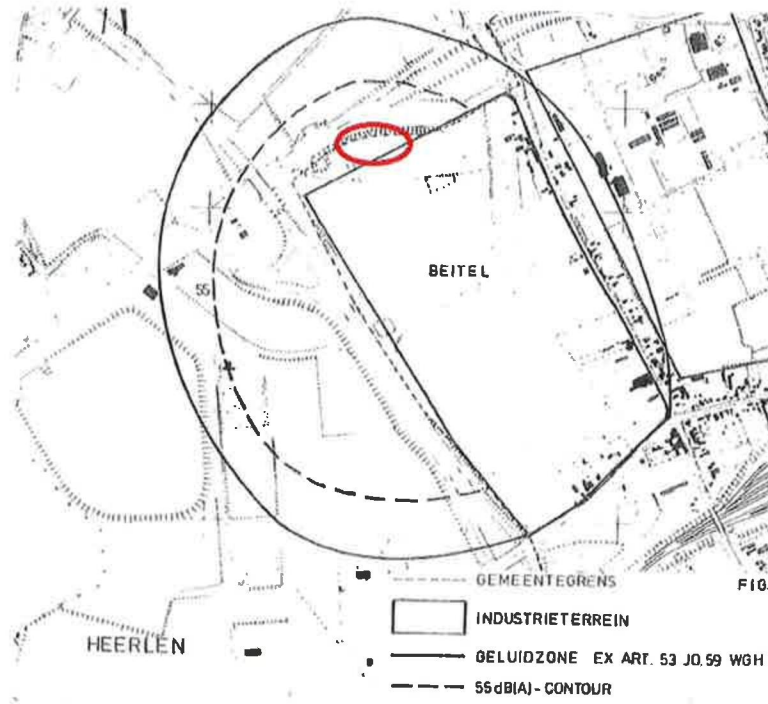 BEITEL
55
GEMEENTEGRENS
FIG.
INDUSTRIETERREIN
HEERLEN
GELUIDZONE EX ART. 53 JO. 59 WGH
55dB(A)-CONTOUR